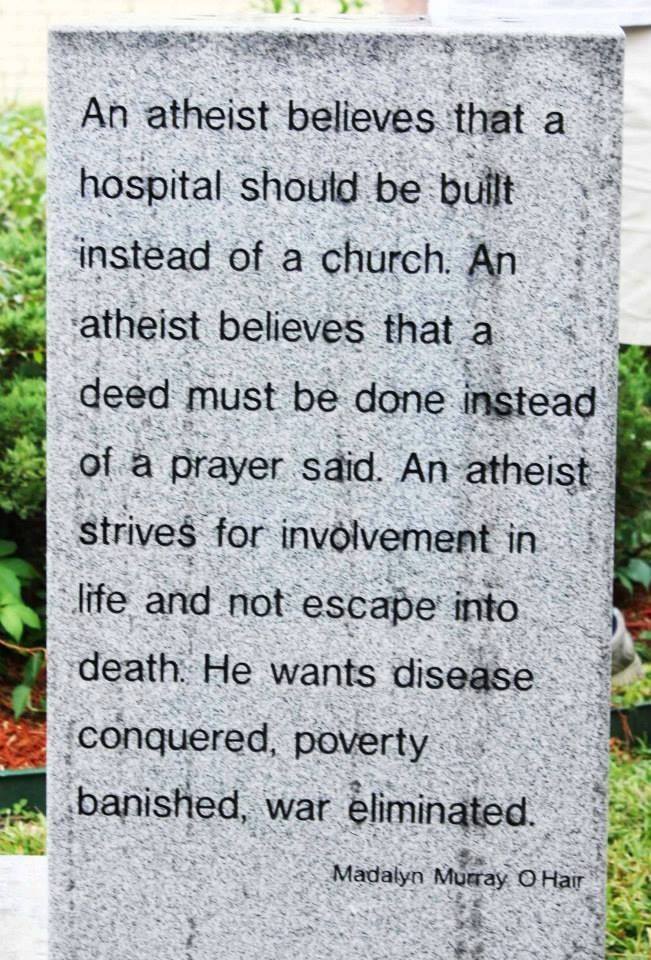 An atheist believes that a
hospital should be built
instead of a church. An
atheist believes that a
deed must be done instead
of a prayer said. An atheist
strives for involvement in
life and not escape into
death. He wants disease
conquered, poverty
banished, war eliminated.
Madalyn Murray O Hair